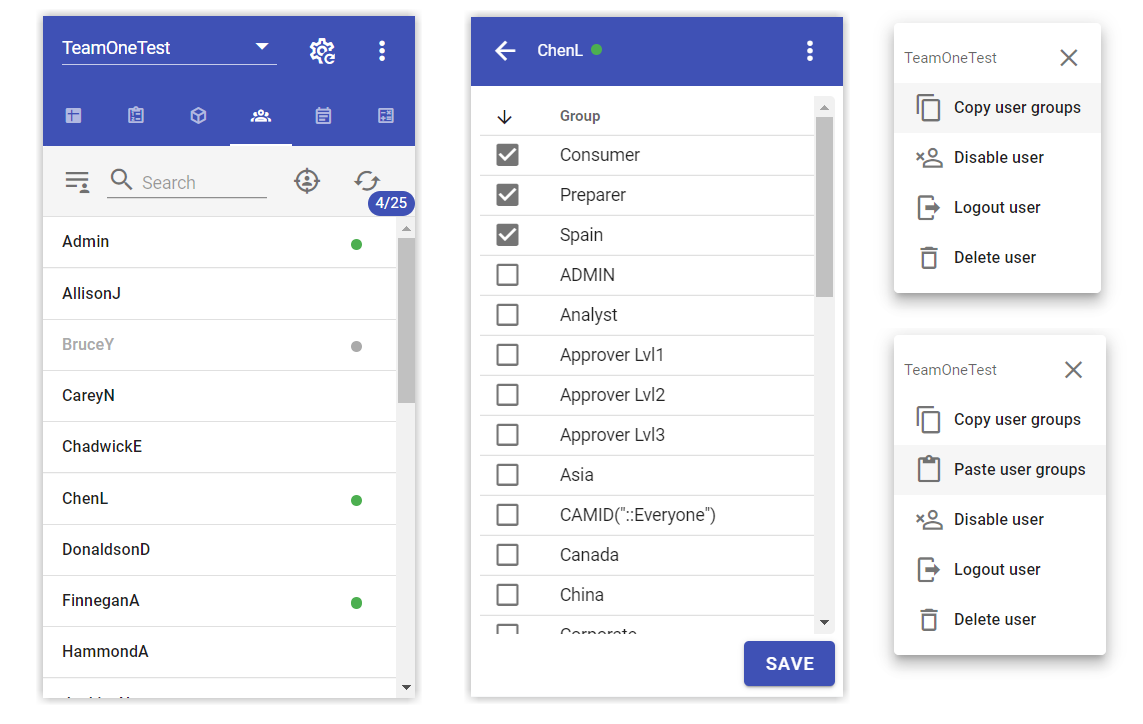 TeamOneTest
Search
4/25
Admin
AllisonJ
BruceY
CareyN
ChadwickE
ChenL
DonaldsonD
FinneganA
HammondA
ChenL
Group
Consumer
Preparer
Spain
ADMIN
Analyst
Approver Lvl1
Approver Lvl2
Approver Lvl3
Asia
CAMID("::Everyone")
Canada
China
Corporate
SAVE
TeamOneTest
Copy user groups
Disable user
Logout user
Delete user
TeamOneTest
Copy user groups
Paste user groups
Disable user
Logout user
Delete user